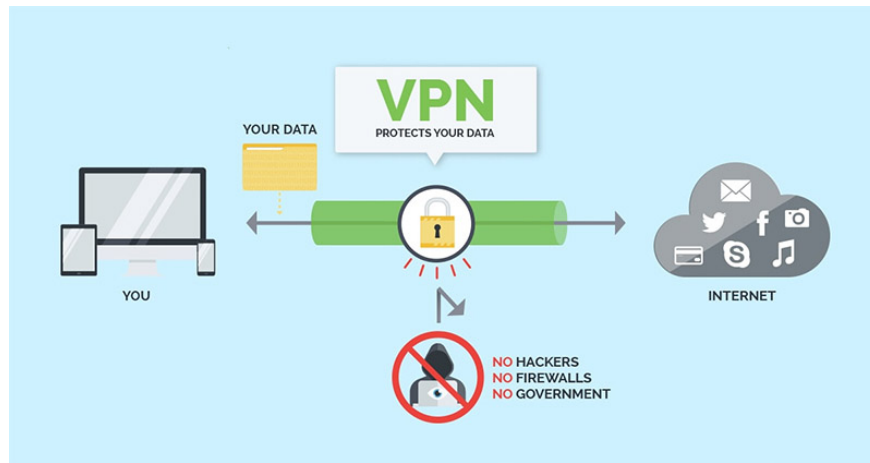 VPN
PROTECTS YOUR DATA
YOUR DATA
YOU
INTERNET
NO HACKERS
NO FIREWALLS
NO GOVERNMENT